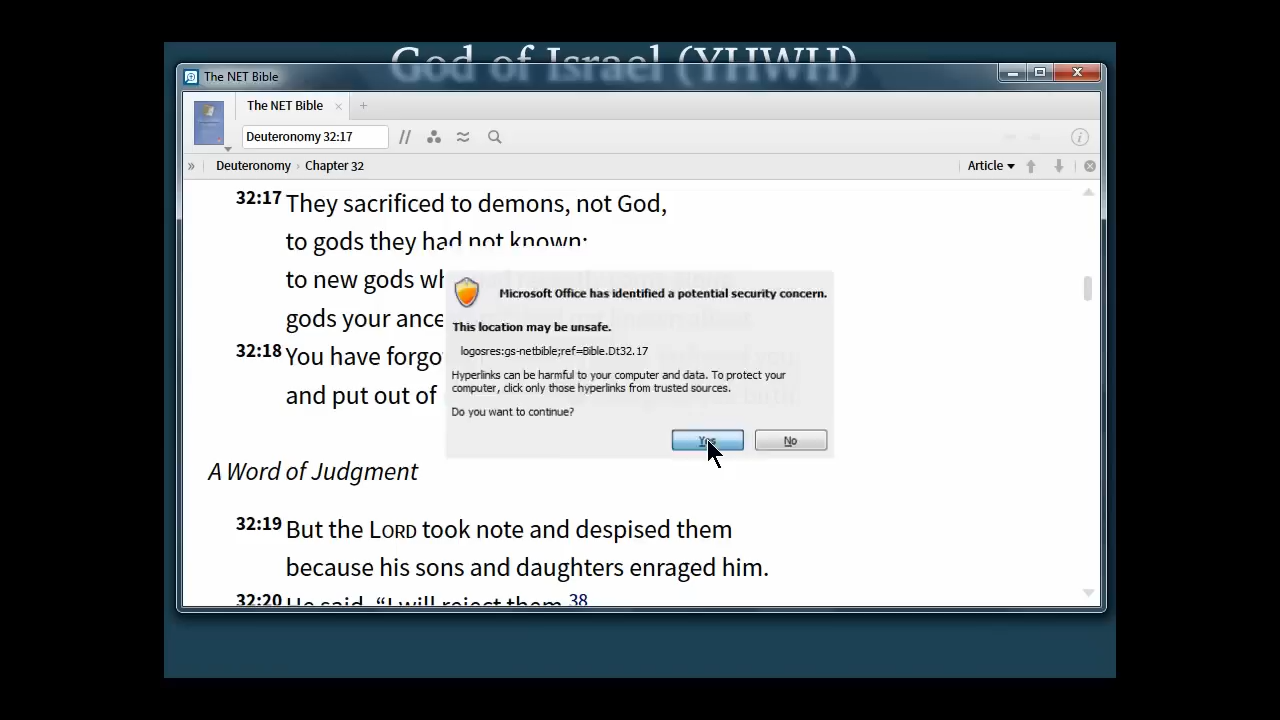 God of Israel (YHWH)
The NET Bible
The NET Bible
Deuteronomy 32:17
Deuteronomy › Chapter 32
Article
32:17 They sacrificed to demons, not God,
to gods they had not known;
to new gods wh
gods your ance
32:18 You have forgo
and put out of
Microsoft Office has identified a potential security concern.
This location may be unsafe.
logosres:gs-netbible;ref=Bible.Dt32.17
Hyperlinks can be harmful to your computer and data. To protect your
computer, click only those hyperlinks from trusted sources.
Do you want to continue?
Yes No
A Word of Judgment
32:19 But the LORD took note and despised them
because his sons and daughters enraged him.
32:20 He said, “I will reject them, 38